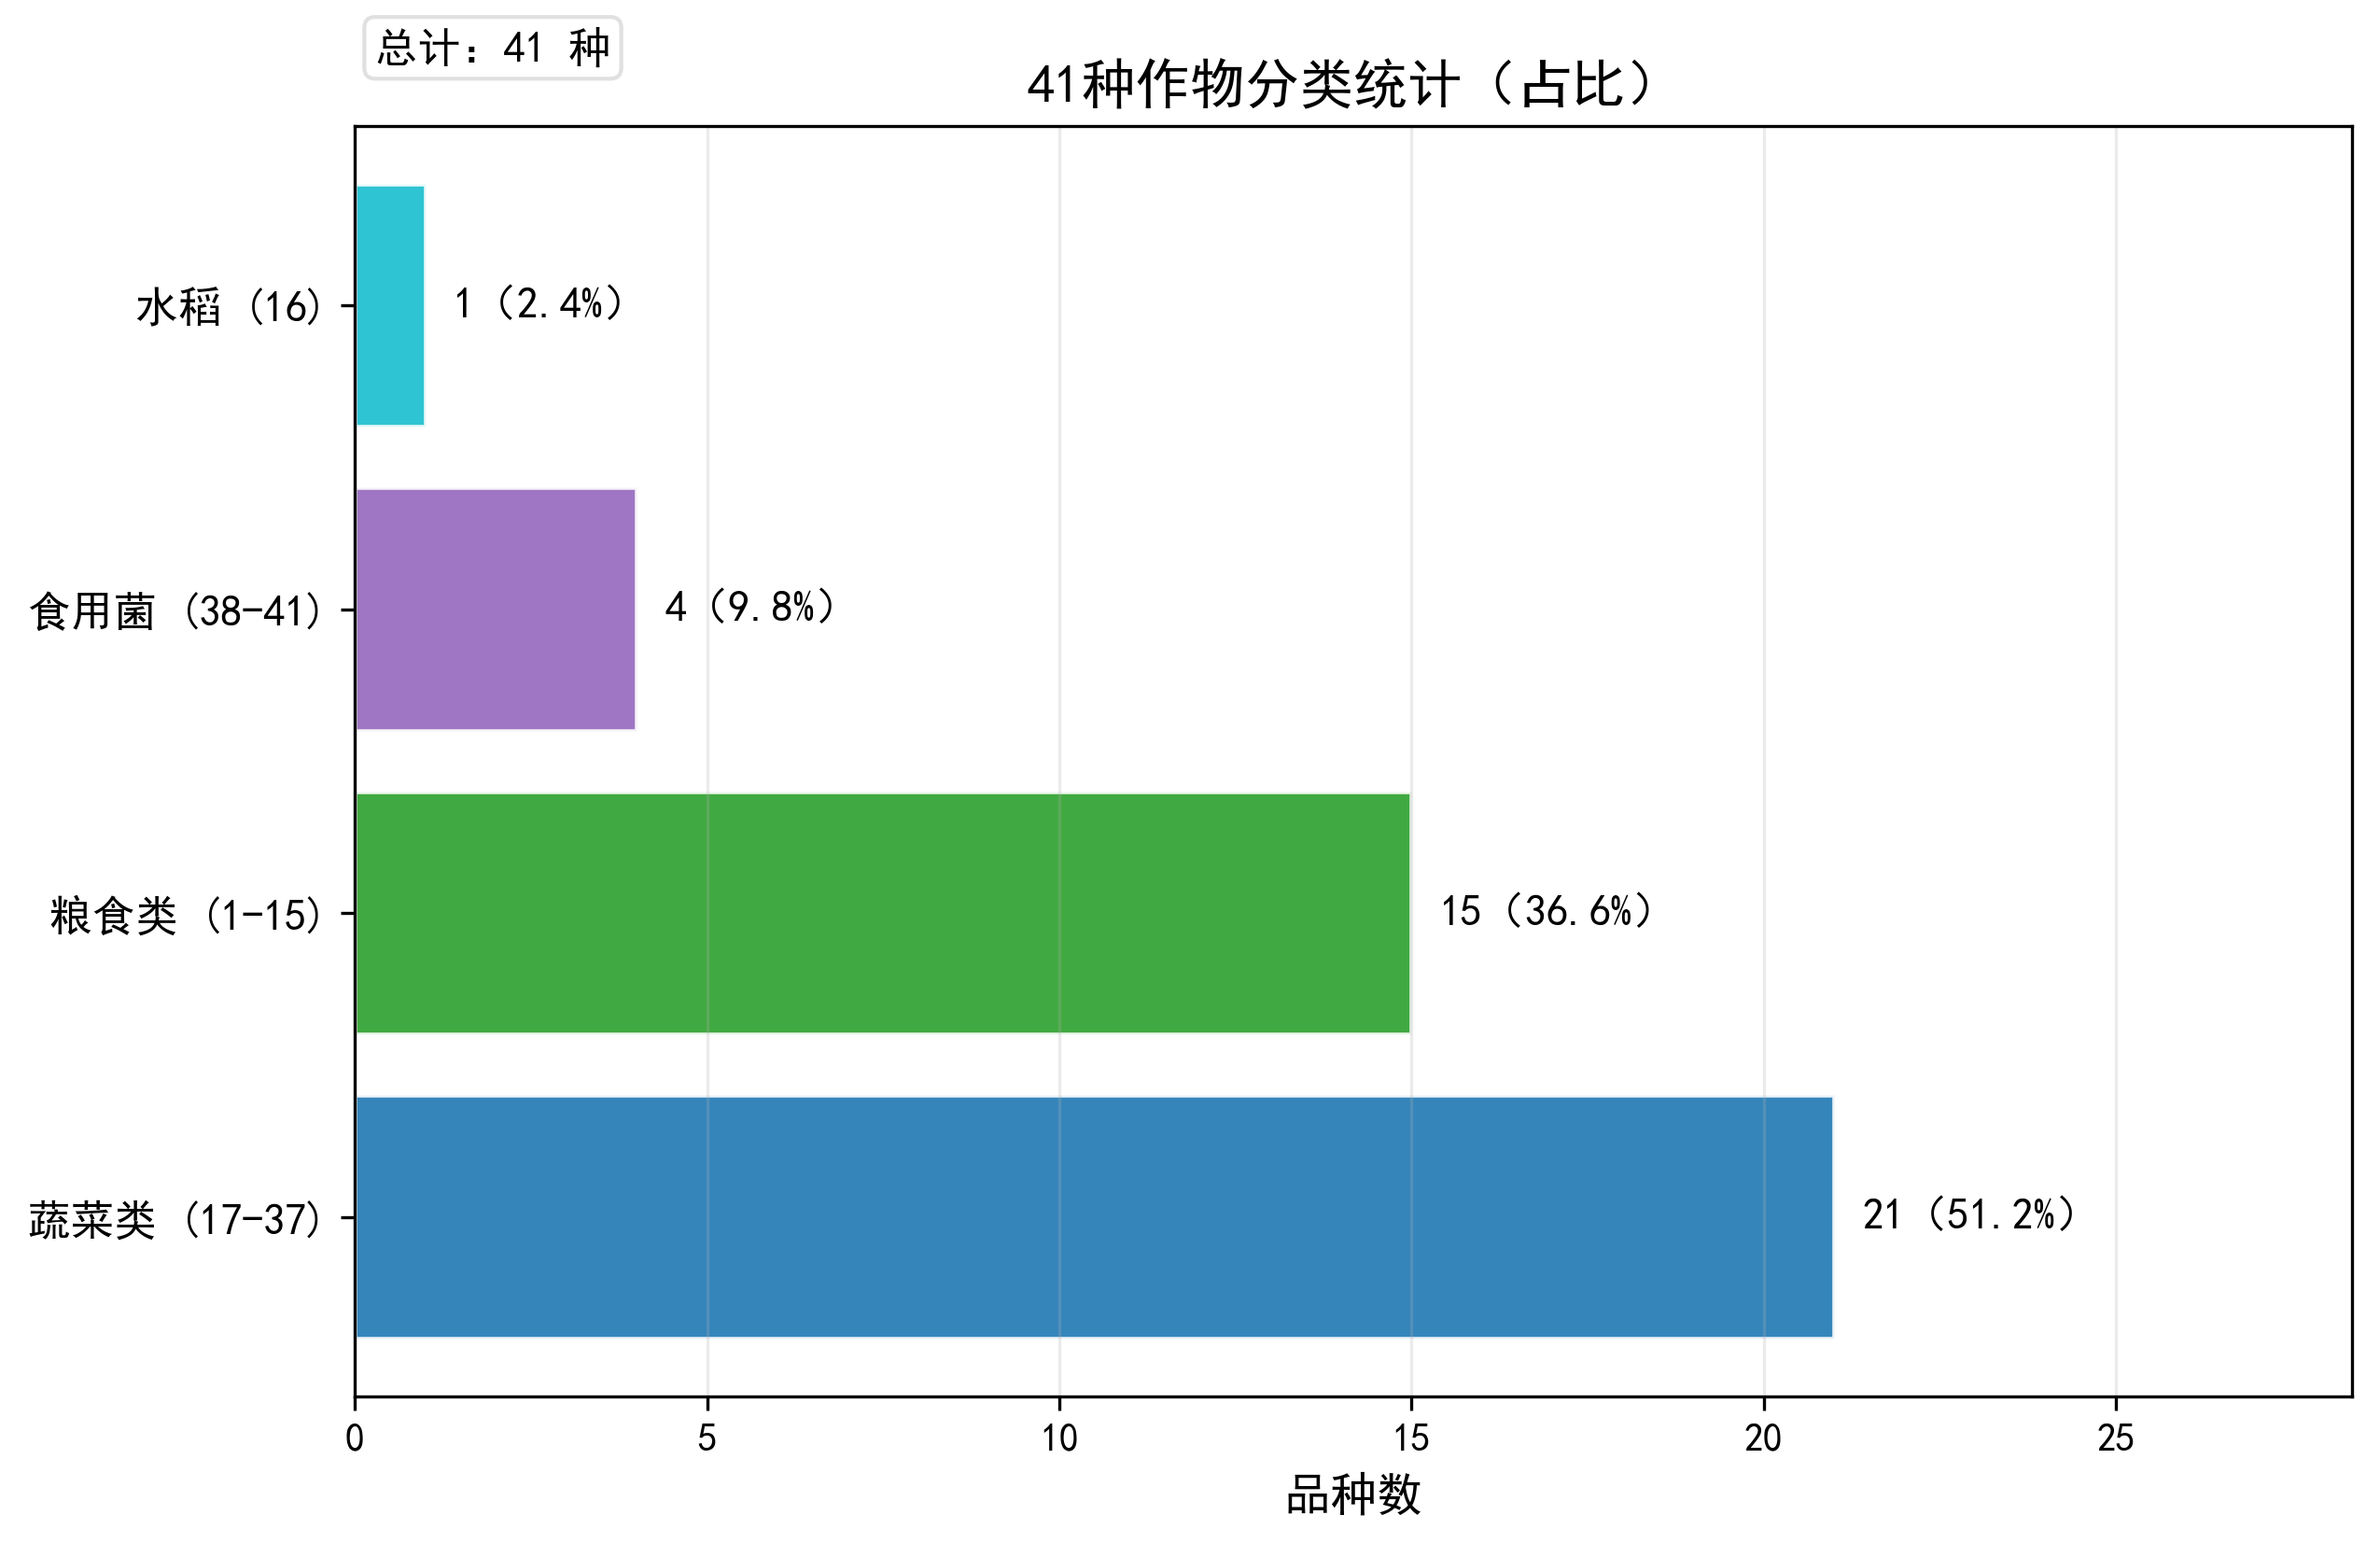 总计：41 种
41种作物分类统计（占比）
水稻（16）
1（2.4%）
食用菌（38-41）
4（9.8%）
粮食类（1-15）
15（36.6%）
蔬菜类（17-37）
21（51.2%）
0 5 10 15 20 25
品种数